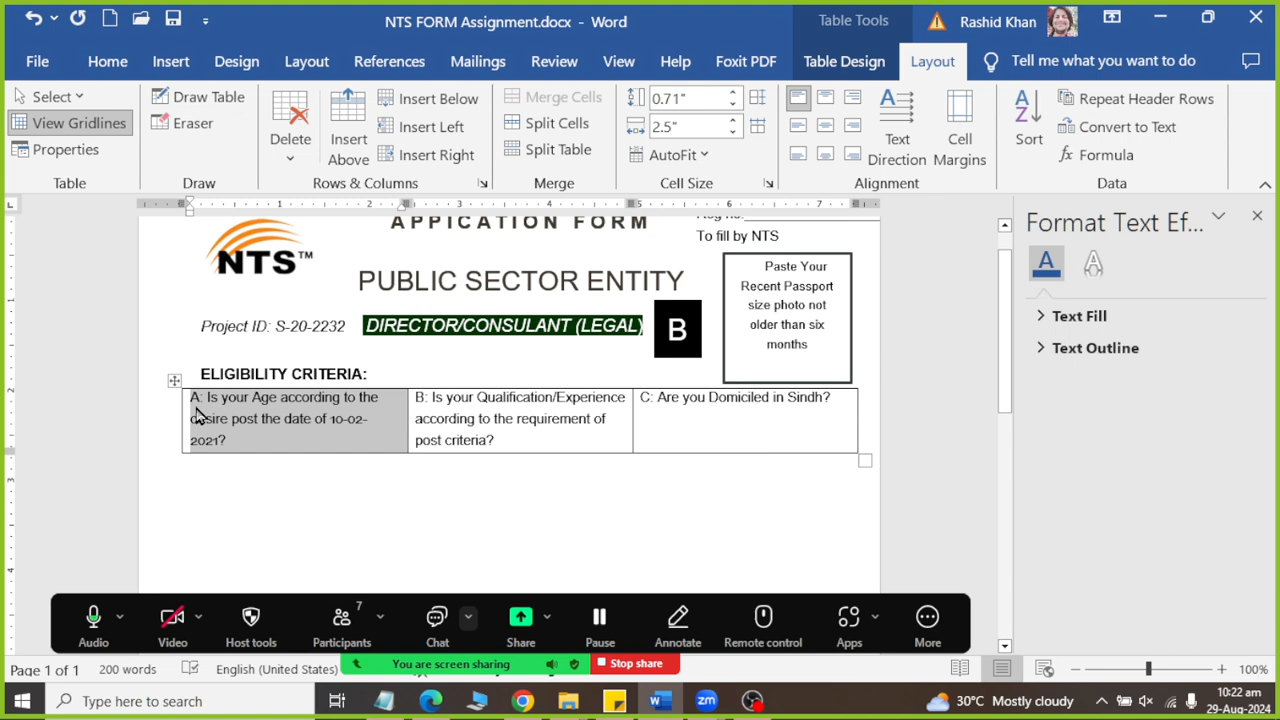 NTS FORM Assignment.docx - Word
Table Tools
Rashid Khan
File
Home
Insert
Design
Layout
References
Mailings
Review
View
Help
Foxit PDF
Table Design
Layout
Tell me what you want to do
Select
View Gridlines
Properties
Table
Draw Table
Eraser
Draw
Delete
Insert
Above
Insert Below
Insert Left
Insert Right
Rows & Columns
Merge Cells
Split Cells
Split Table
Merge
0.71"
2.5"
AutoFit
Cell Size
Text
Direction
Cell
Margins
Alignment
Sort
Repeat Header Rows
Convert to Text
Formula
Data
1 2 3 4 5 6 7
APPICATION FORM
To fill by NTS
NTS™
PUBLIC SECTOR ENTITY
Project ID: S-20-2232
DIRECTOR/CONSULANT (LEGAL)
B
Paste Your
Recent Passport
size photo not
older than six
months
ELIGIBILITY CRITERIA:
A: Is your Age according to the
desire post the date of 10-02-
2021?
B: Is your Qualification/Experience
according to the requirement of
post criteria?
C: Are you Domiciled in Sindh?
Format Text Ef...
Text Fill
Text Outline
Audio
Video
Host tools
7
Participants
Chat
Share
Pause
Annotate
Remote control
Apps
More
Page 1 of 1
200 words
English (United States)
You are screen sharing
Stop share
100%
Type here to search
30°C Mostly cloudy
10:22 am
29-Aug-2024